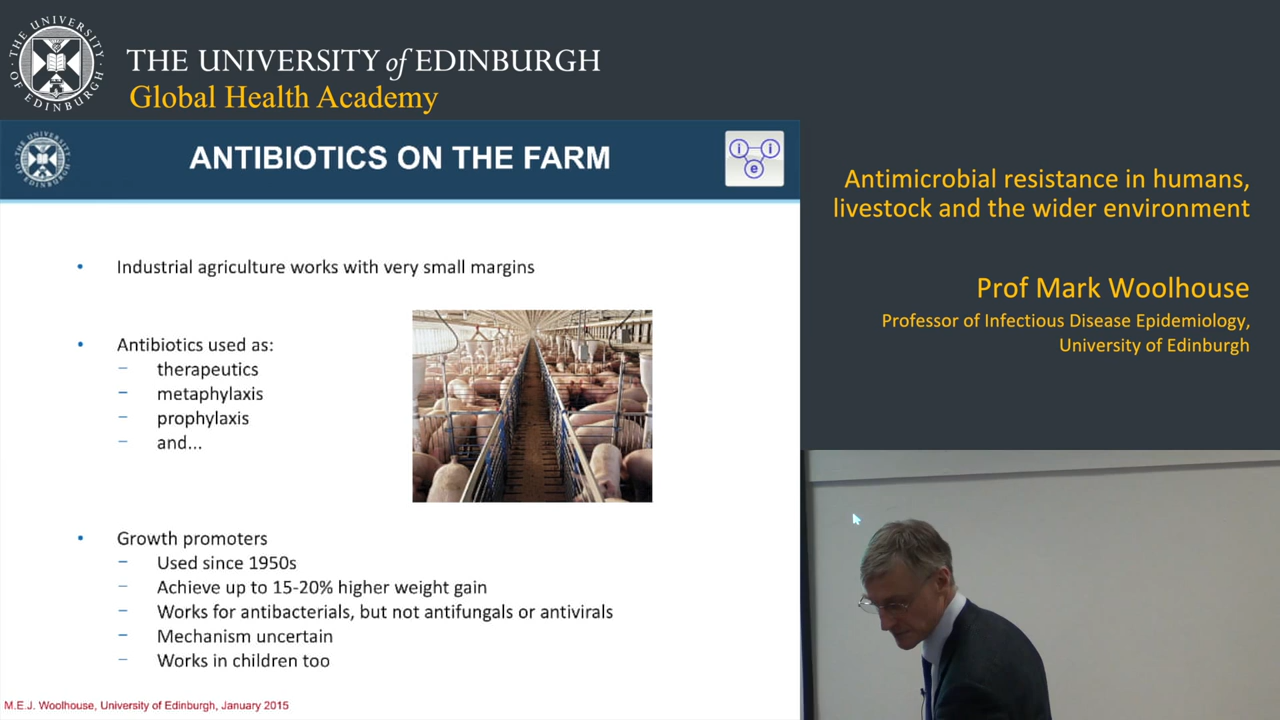 THE UNIVERSITY of EDINBURGH
Global Health Academy
ANTIBIOTICS ON THE FARM
i i
e
• Industrial agriculture works with very small margins
• Antibiotics used as:
– therapeutics
– metaphylaxis
– prophylaxis
– and...
• Growth promoters
– Used since 1950s
– Achieve up to 15-20% higher weight gain
– Works for antibacterials, but not antifungals or antivirals
– Mechanism uncertain
– Works in children too
M.E.J. Woolhouse, University of Edinburgh, January 2015
Antimicrobial resistance in humans,
livestock and the wider environment
Prof Mark Woolhouse
Professor of Infectious Disease Epidemiology,
University of Edinburgh